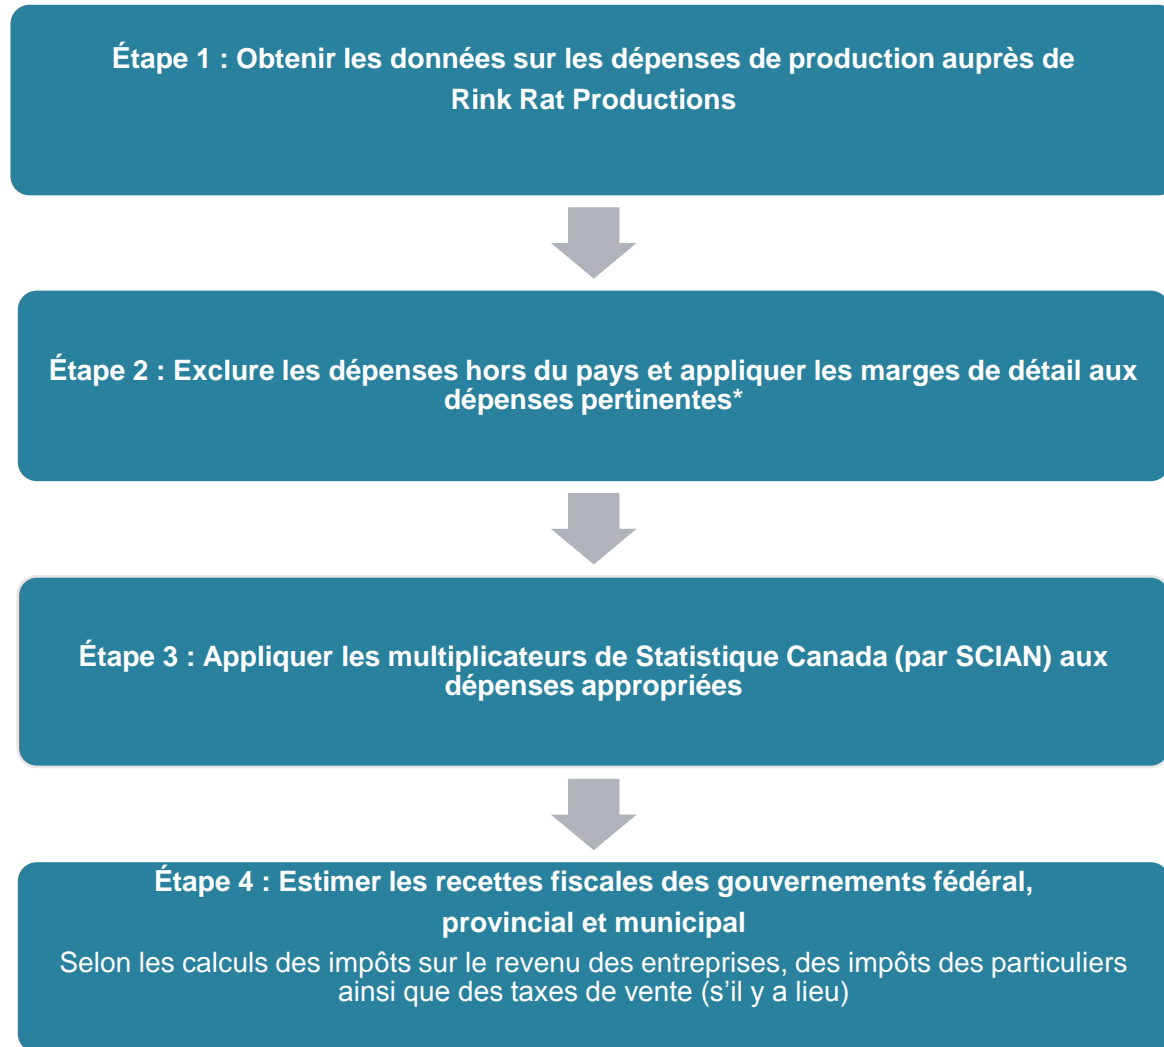 Étape 1 : Obtenir les données sur les dépenses de production auprès de
Rink Rat Productions
Étape 2 : Exclure les dépenses hors du pays et appliquer les marges de détail aux
dépenses pertinentes*
Étape 3 : Appliquer les multiplicateurs de Statistique Canada (par SCIAN) aux
dépenses appropriées
Étape 4 : Estimer les recettes fiscales des gouvernements fédéral,
provincial et municipal
Selon les calculs des impôts sur le revenu des entreprises, des impôts des particuliers
ainsi que des taxes de vente (s’il y a lieu)